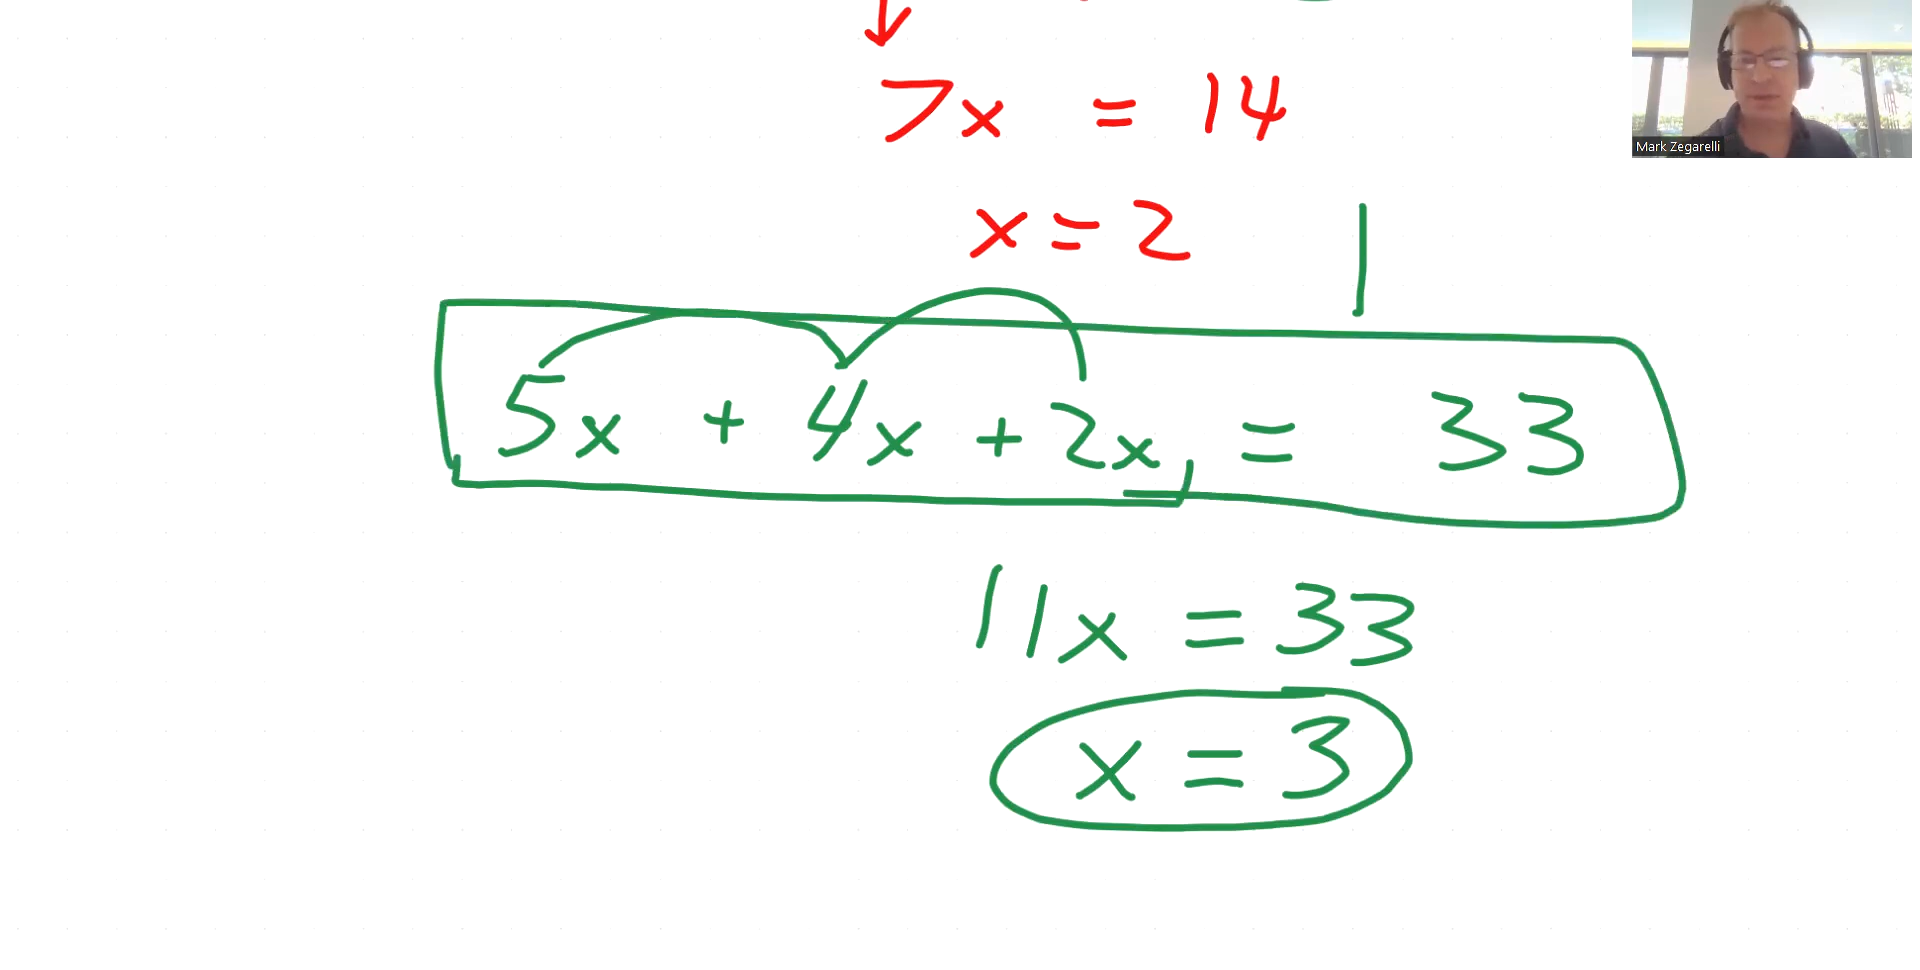 7x = 14
Mark Zegarelli
x = 2
5x + 4x + 2x = 33
11x = 33
x = 3